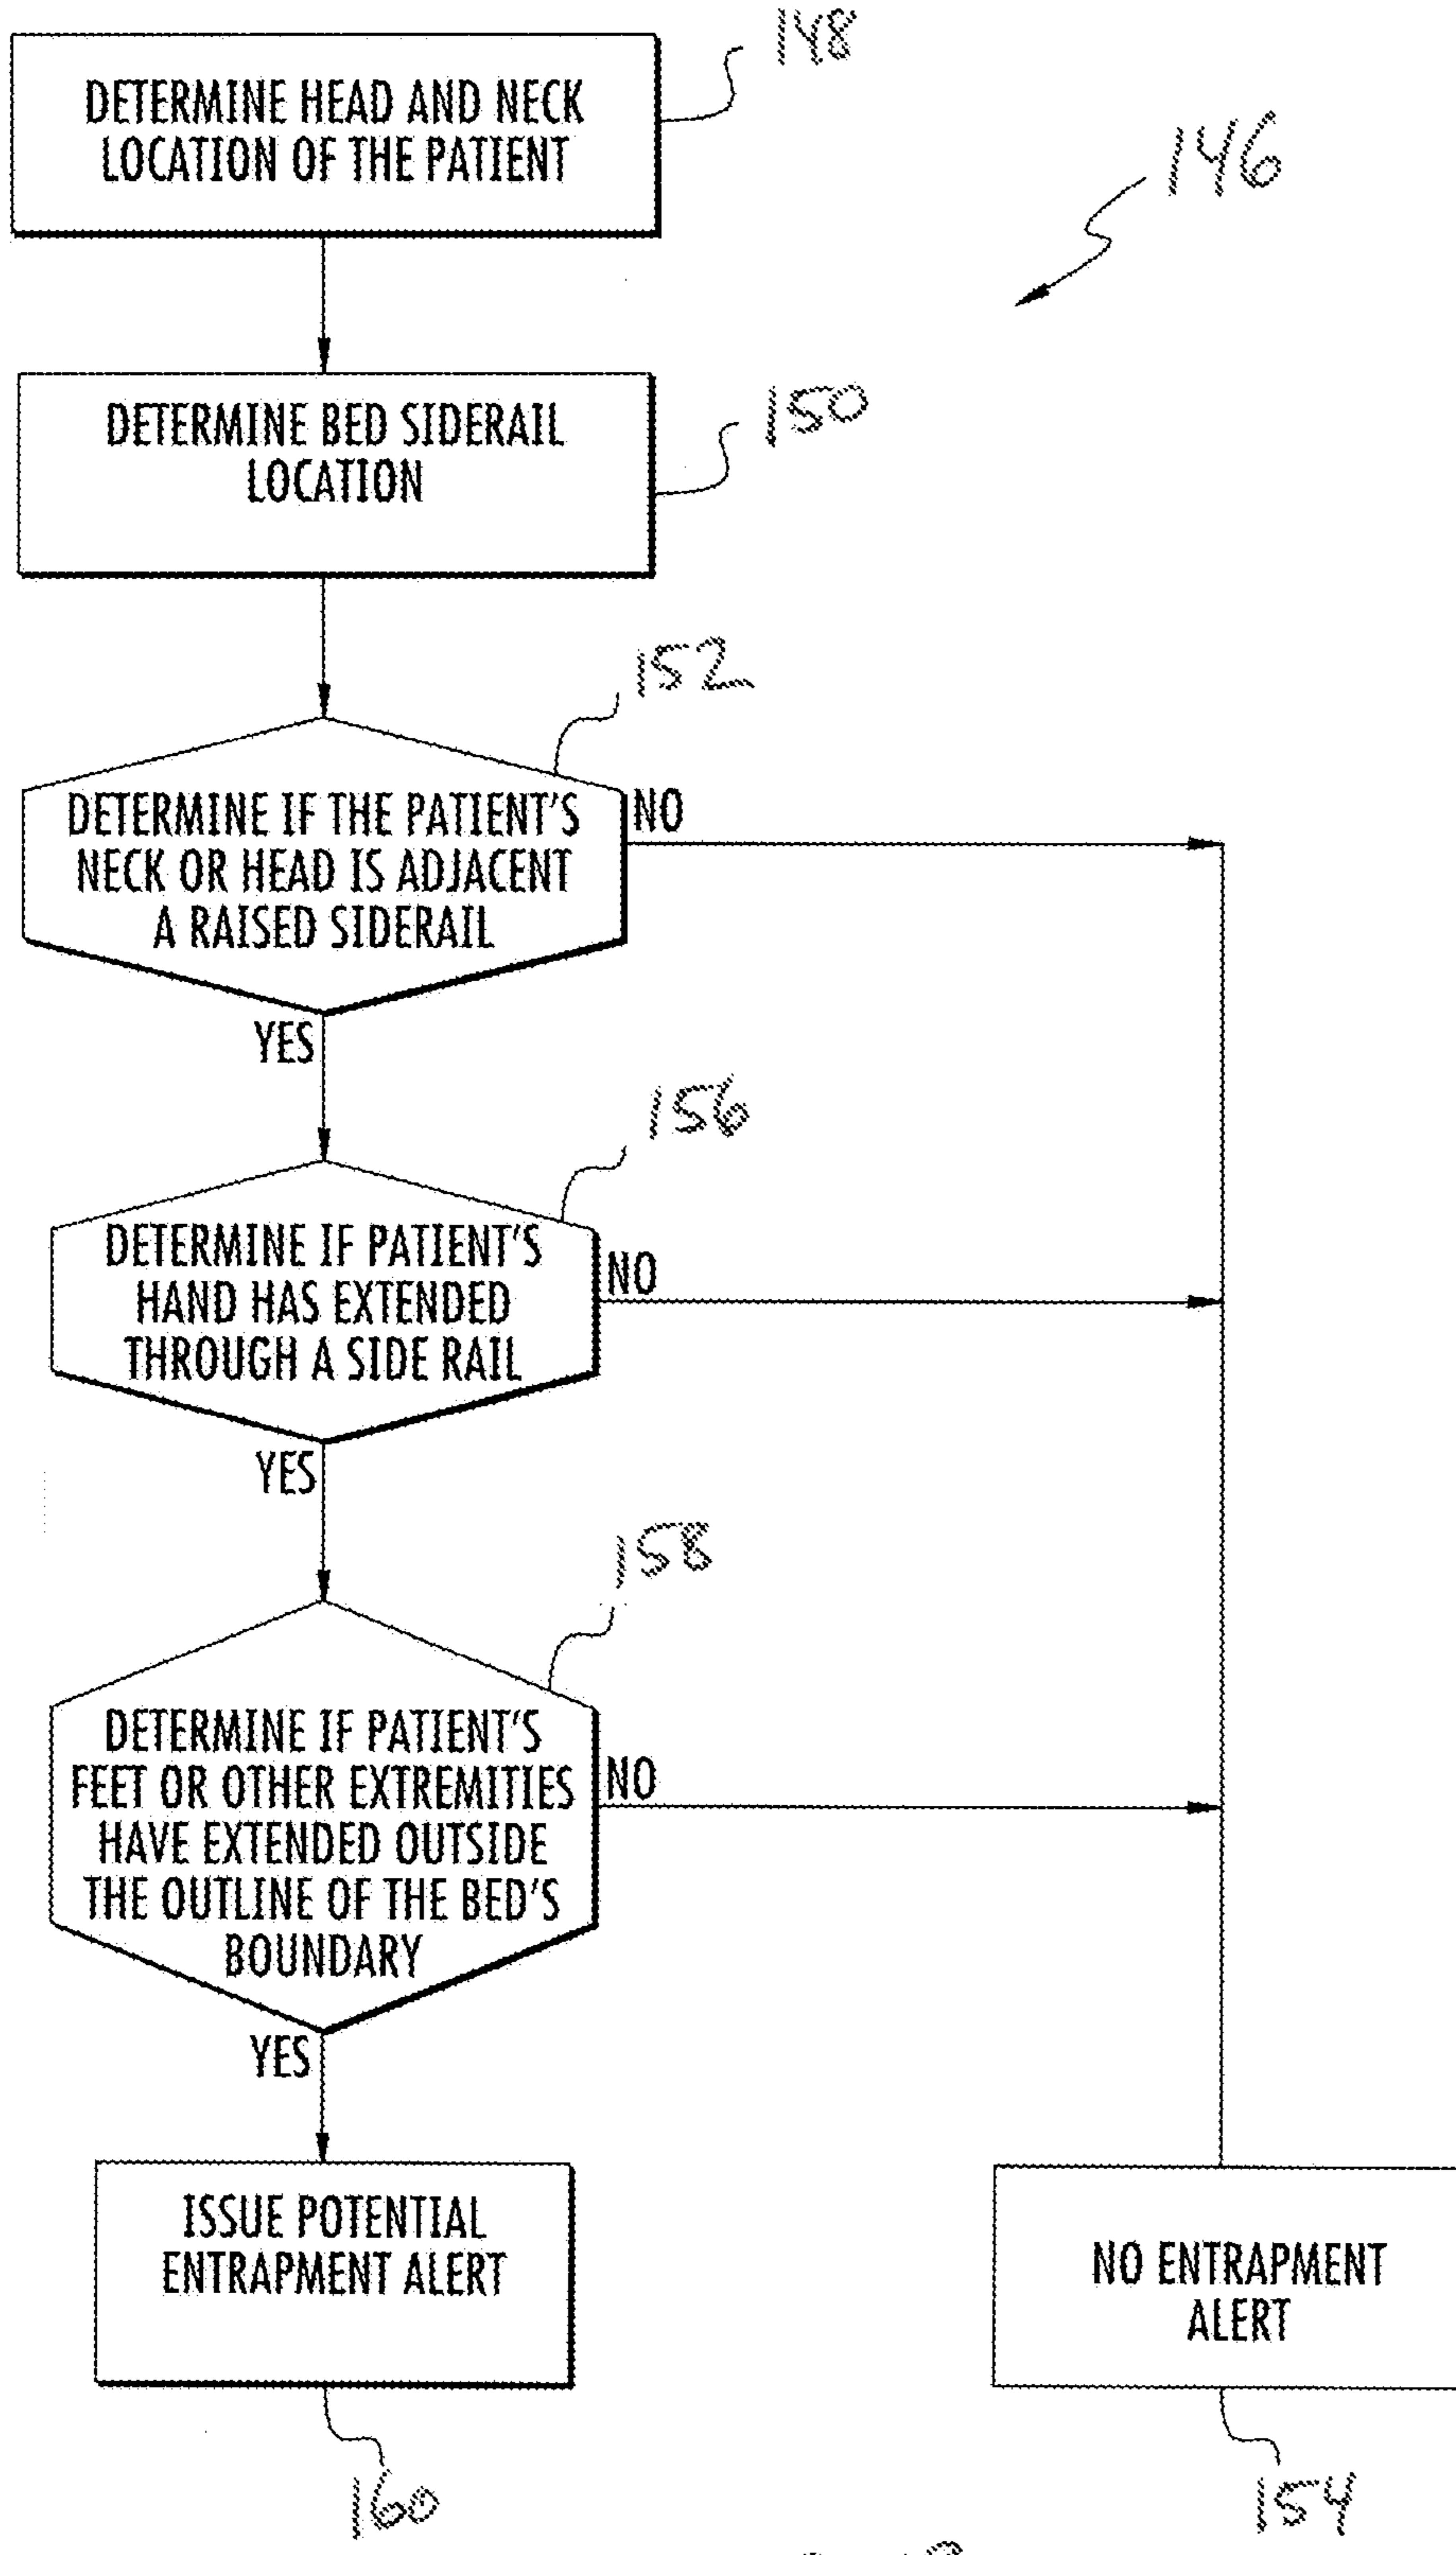 148
DETERMINE HEAD AND NECK
LOCATION OF THE PATIENT
146
DETERMINE BED SIDERAIL
LOCATION
150
152
DETERMINE IF THE PATIENT'S
NECK OR HEAD IS ADJACENT
A RAISED SIDERAIL
NO
YES
156
DETERMINE IF PATIENT'S
HAND HAS EXTENDED
THROUGH A SIDE RAIL
NO
YES
158
DETERMINE IF PATIENT'S
FEET OR OTHER EXTREMITIES
HAVE EXTENDED OUTSIDE
THE OUTLINE OF THE BED'S
BOUNDARY
NO
YES
ISSUE POTENTIAL
ENTRAPMENT ALERT
NO ENTRAPMENT
ALERT
160
154